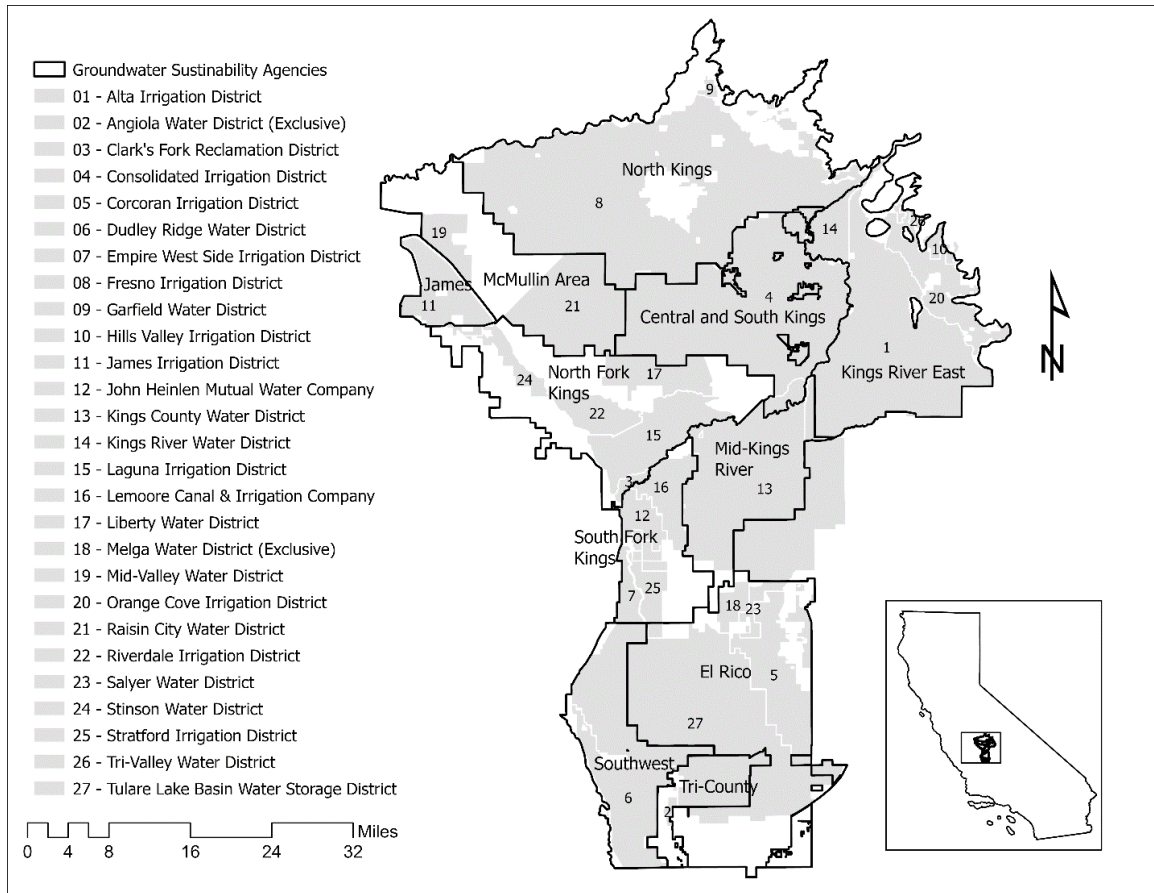 Groundwater Sustinability Agencies
01 - Alta Irrigation District
02 - Angiola Water District (Exclusive)
03 - Clark's Fork Reclamation District
04 - Consolidated Irrigation District
05 - Corcoran Irrigation District
06 - Dudley Ridge Water District
07 - Empire West Side Irrigation District
08 - Fresno Irrigation District
09 - Garfield Water District
10 - Hills Valley Irrigation District
11 - James Irrigation District
12 - John Heinlen Mutual Water Company
13 - Kings County Water District
14 - Kings River Water District
15 - Laguna Irrigation District
16 - Lemoore Canal & Irrigation Company
17 - Liberty Water District
18 - Melga Water District (Exclusive)
19 - Mid-Valley Water District
20 - Orange Cove Irrigation District
21 - Raisin City Water District
22 - Riverdale Irrigation District
23 - Salyer Water District
24 - Stinson Water District
25 - Stratford Irrigation District
26 - Tri-Valley Water District
27 - Tulare Lake Basin Water Storage District
Miles
0 4 8 16 24 32
9
North Kings
8
14
26
10
19
McMullin Area
James
11
21
4
20
Central and South Kings
1
Kings River East
North Fork
Kings
17
24
22
15
Mid-Kings
River
13
3
16
12
South Fork
Kings
7
25
18
23
El Rico
5
27
Southwest
6
Tri-County
2
N